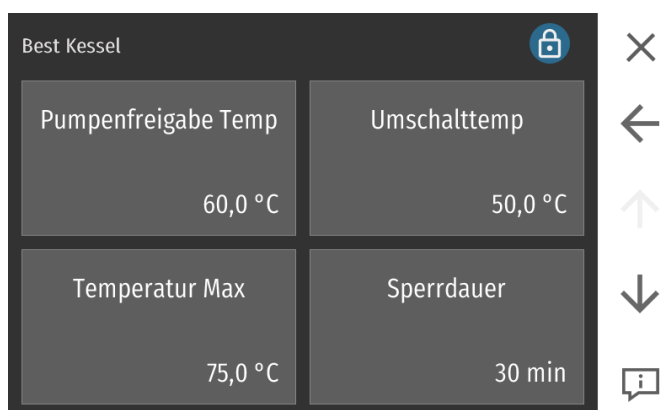 Best Kessel
Pumpenfreigabe Temp
60,0 °C
Umschalttemp
50,0 °C
Temperatur Max
75,0 °C
Sperrdauer
30 min